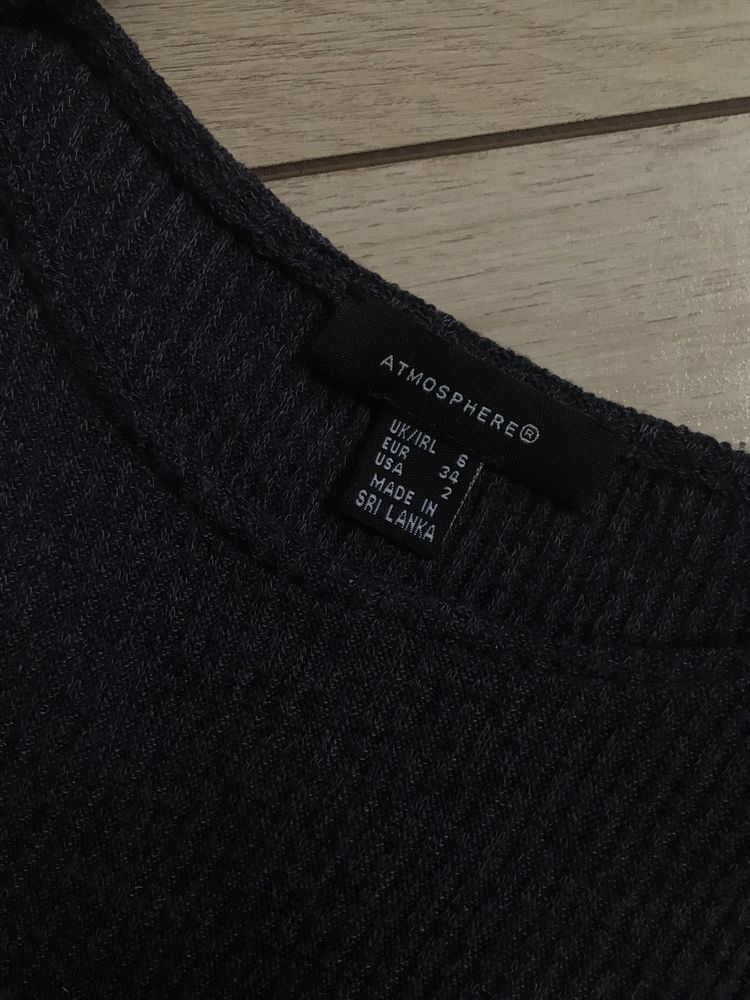 ATMOSPHERE®
UK/IRL 6
EUR 34
USA 2
MADE IN
SRI LANKA